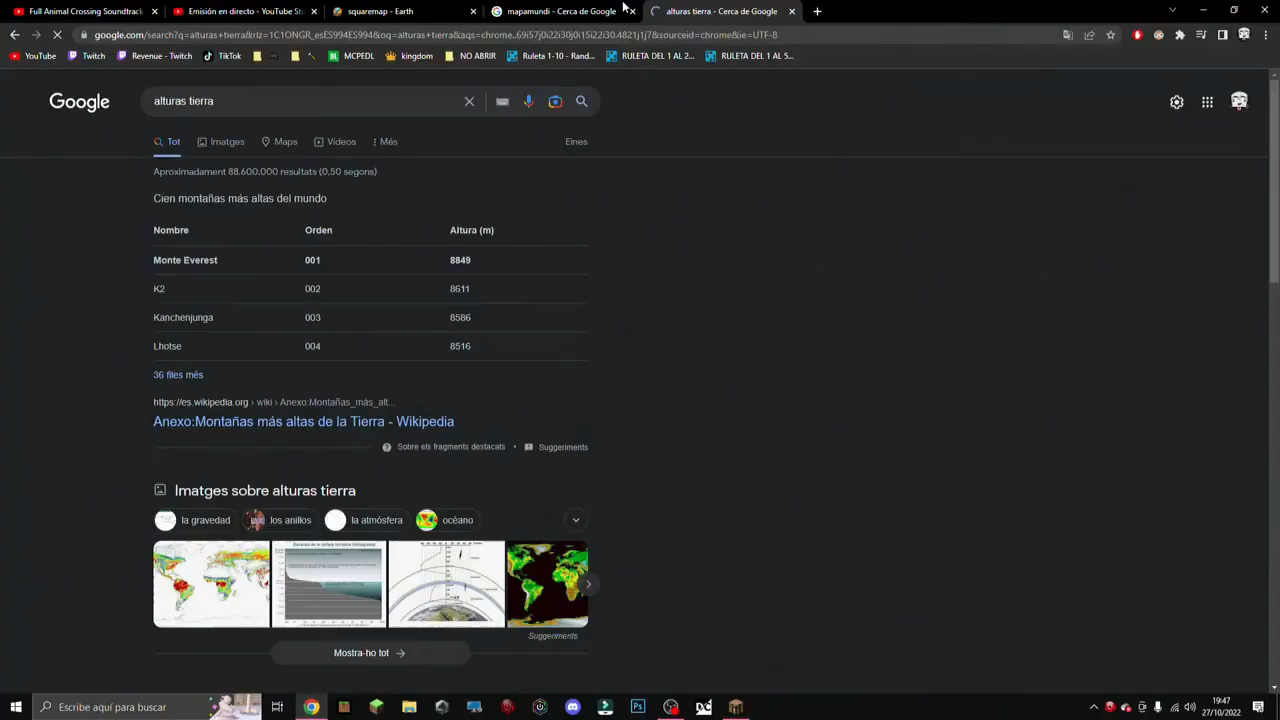 Full Animal Crossing Soundtrack
Emisión en directo - YouTube Stu
squaremap - Earth
mapamundi - Cerca de Google
alturas tierra - Cerca de Google
google.com/search?q=alturas+tierra&rlz=1C1ONGR_esES994ES994&oq=alturas+tierra&aqs=chrome..69i57j0i22i30j0i15i22i30.4821j1j7&sourceid=chrome&ie=UTF-8
YouTube
Twitch
Revenue - Twitch
TikTok
MCPEDL
kingdom
NO ABRIR
Ruleta 1-10 - Rand...
RULETA DEL 1 AL 2...
RULETA DEL 1 AL 5...
Google
alturas tierra
Tot
Imatges
Maps
Vídeos
Més
Eines
Aproximadament 88.600.000 resultats (0,50 segons)
Cien montañas más altas del mundo
Nombre Orden Altura (m)
Monte Everest 001 8849
K2 002 8611
Kanchenjunga 003 8586
Lhotse 004 8516
36 files més
https://es.wikipedia.org › wiki › Anexo:Montañas_más_alt...
Anexo:Montañas más altas de la Tierra - Wikipedia
Sobre els fragments destacats • Suggeriments
Imatges sobre alturas tierra
la gravedad
los anillos
la atmósfera
océano
Suggeriments
Mostra-ho tot
Escribe aquí para buscar
19:47
27/10/2022